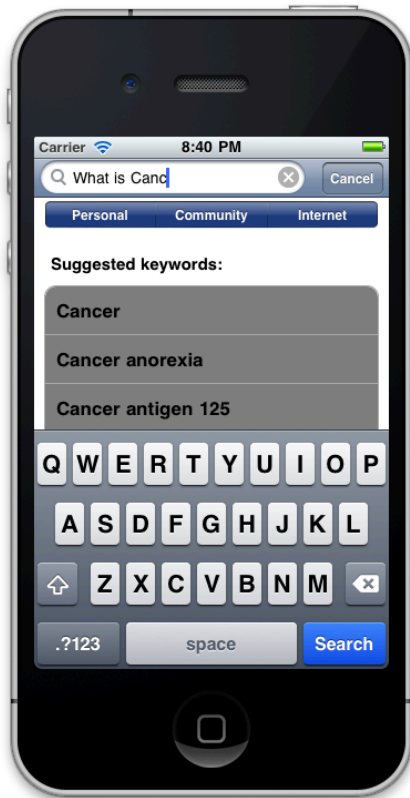 Carrier 8:40 PM
What is Canc Cancel
Personal Community Internet
Suggested keywords:
Cancer
Cancer anorexia
Cancer antigen 125
Q W E R T Y U I O P
A S D F G H J K L
Z X C V B N M
.?123 space Search